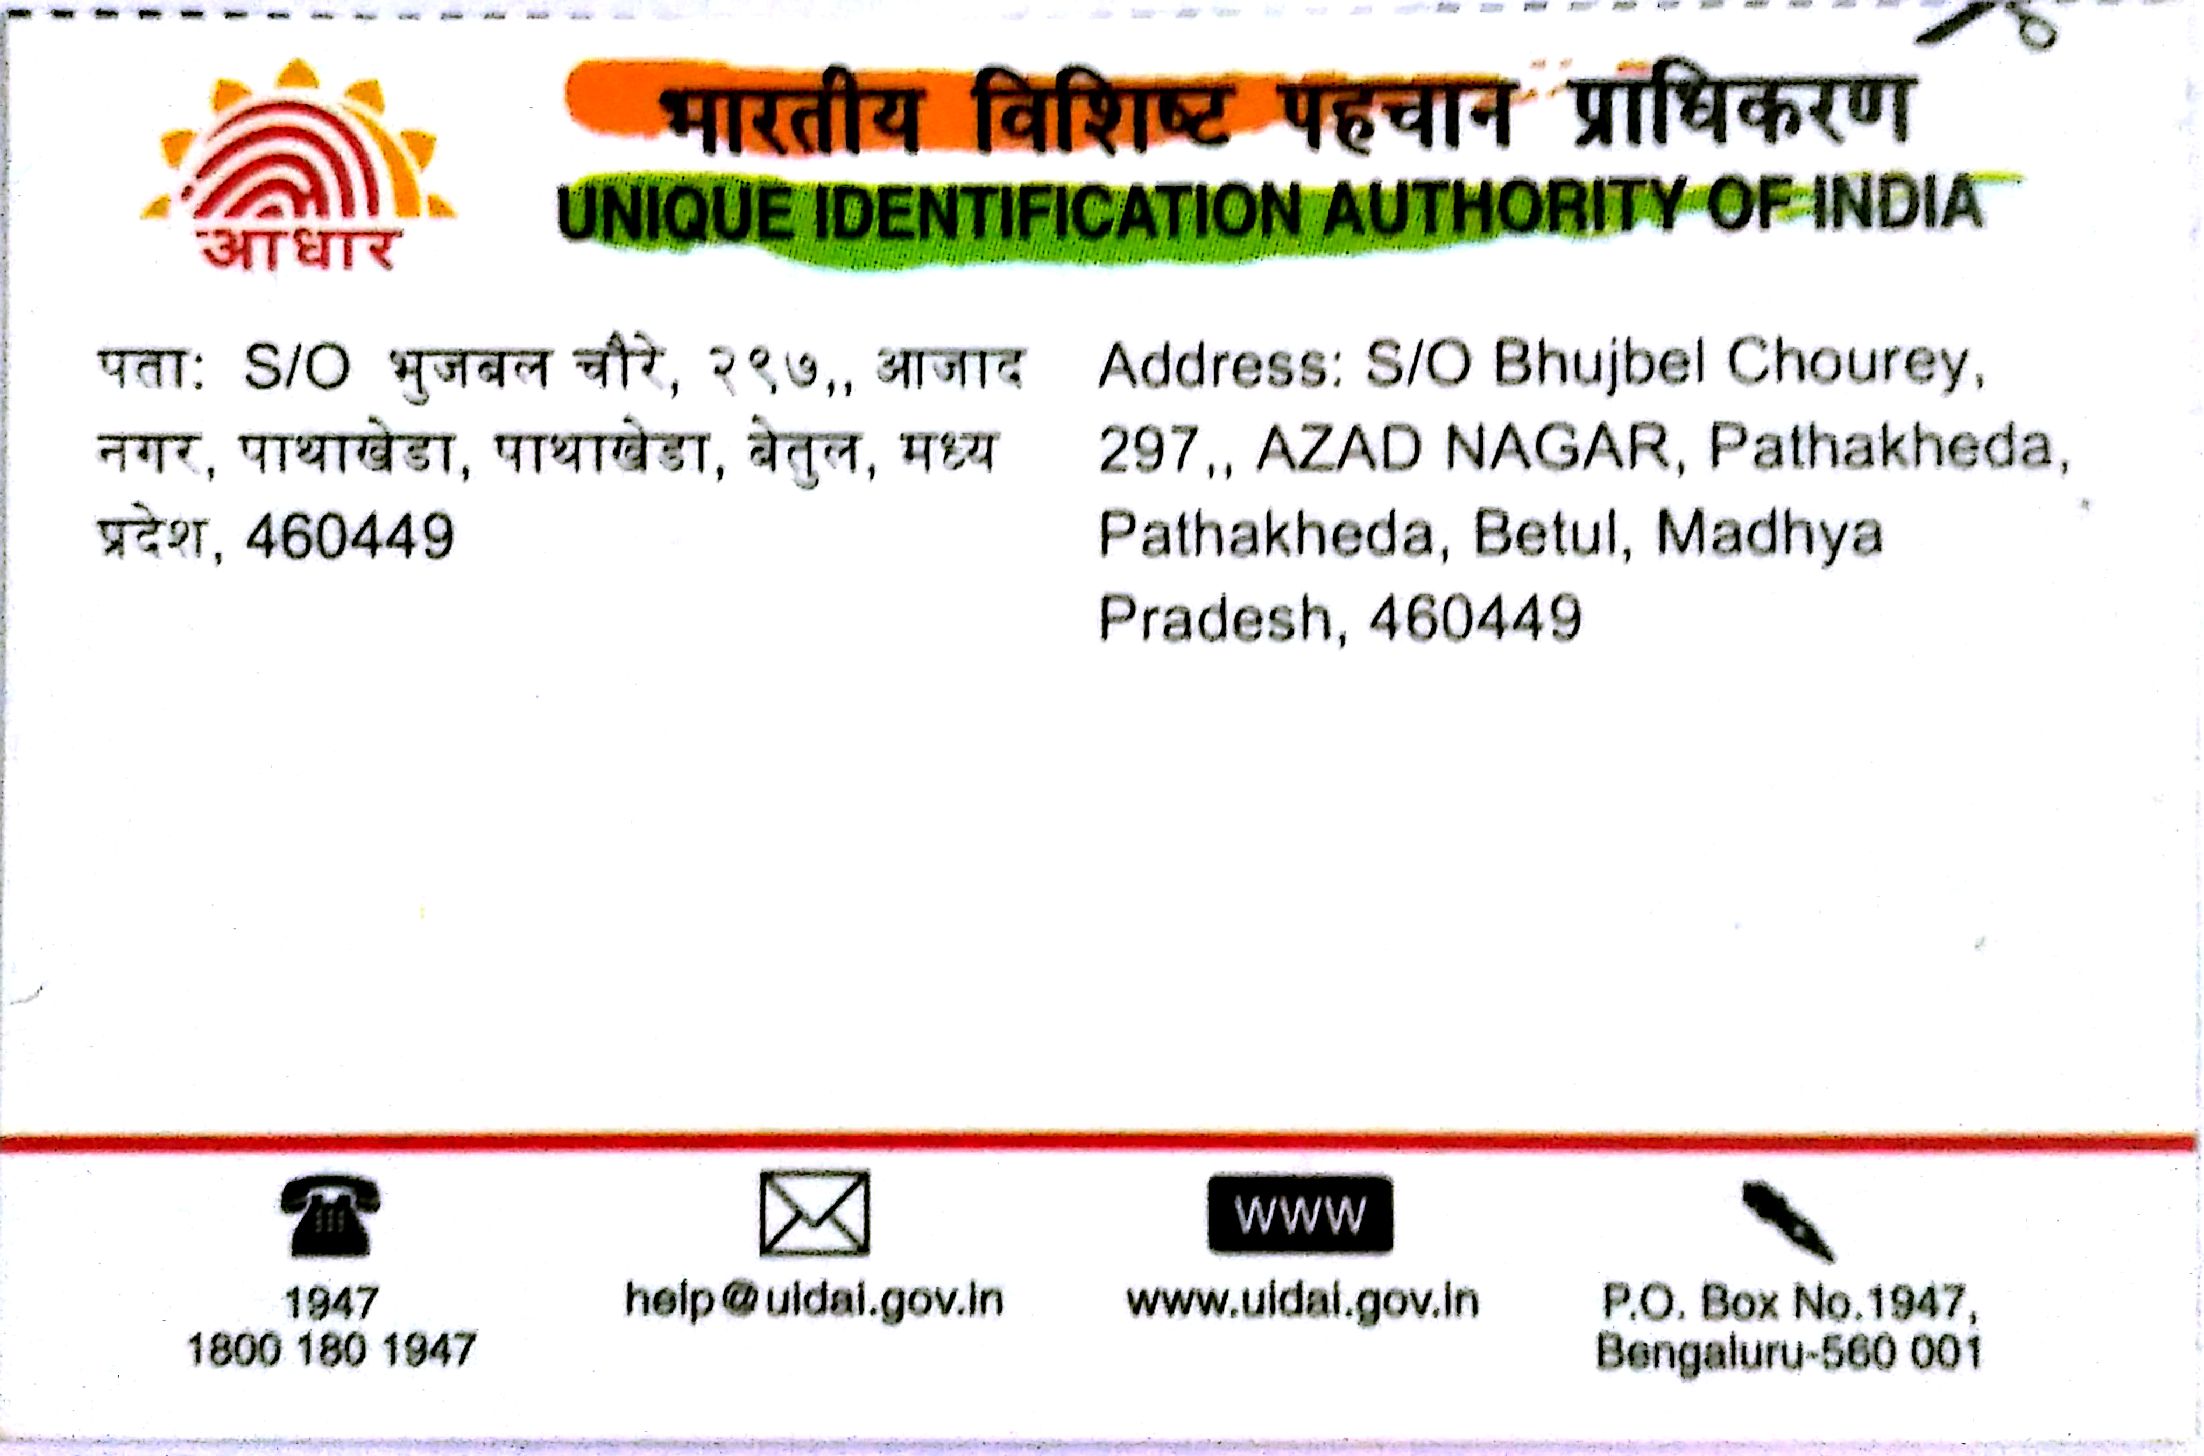 भारतीय विशिष्ट पहचान प्राधिकरण
UNIQUE IDENTIFICATION AUTHORITY OF INDIA
आधार
पता: S/O भुजबल चौरे, २९७,, आजाद
नगर, पाथाखेडा, पाथाखेडा, बेतुल, मध्य
प्रदेश, 460449
Address: S/O Bhujbel Chourey,
297,, AZAD NAGAR, Pathakheda,
Pathakheda, Betul, Madhya
Pradesh, 460449
1947
1800 180 1947
help@uidai.gov.in
WWW
www.uidai.gov.in
P.O. Box No.1947,
Bengaluru-560 001